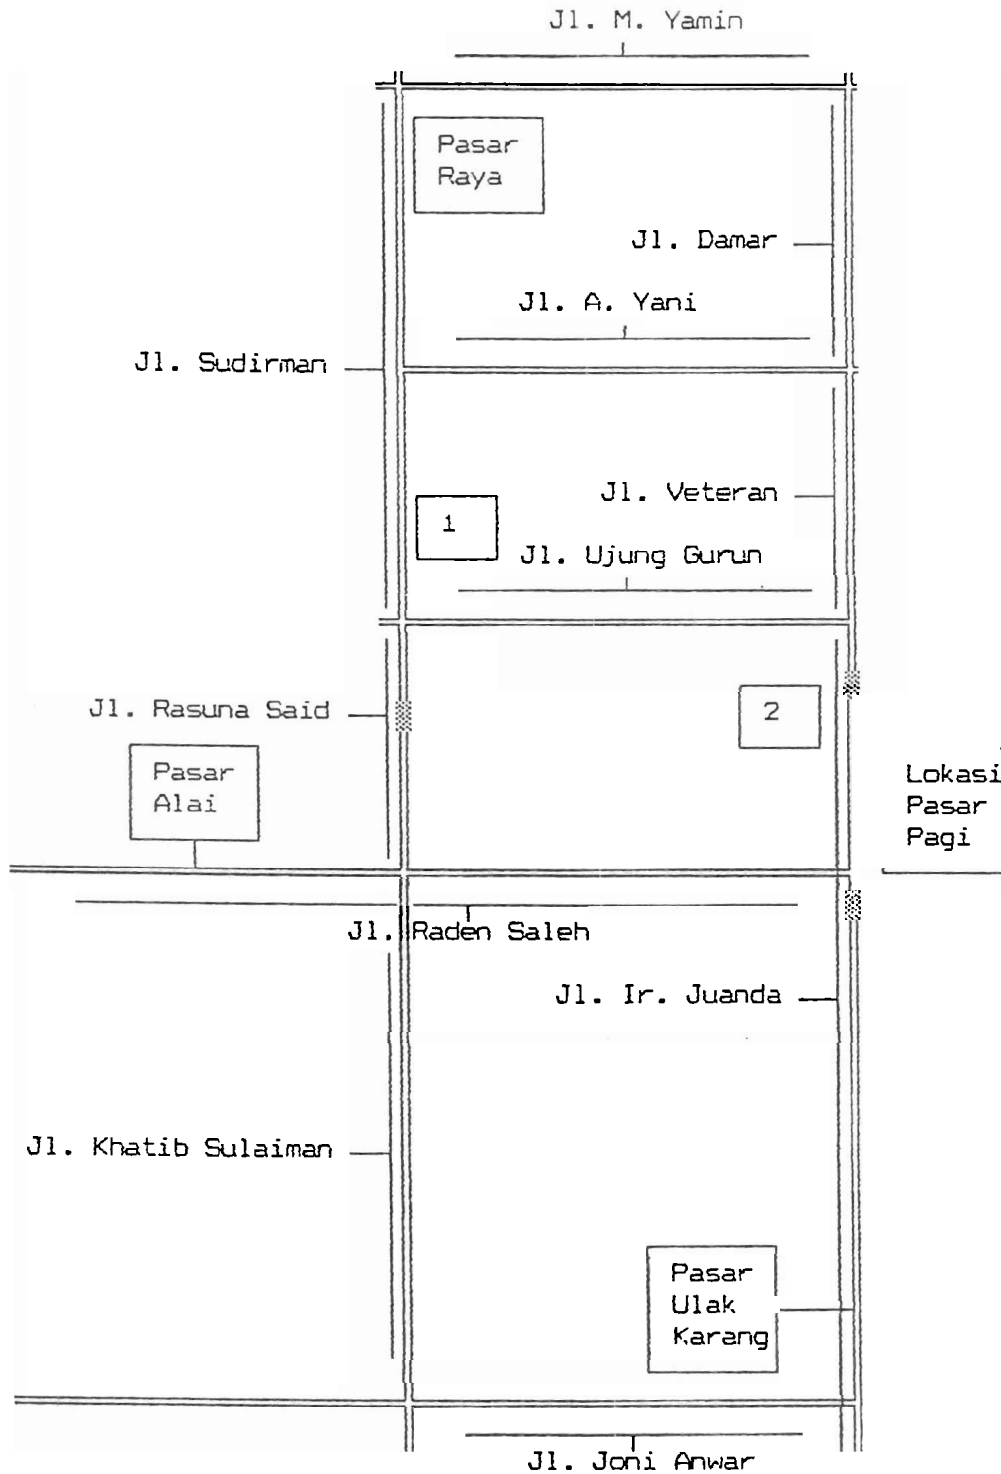 Jl. M. Yamin
Pasar
Raya
Jl. Damar
Jl. A. Yani
Jl. Sudirman
Jl. Veteran
1
Jl. Ujung Gurun
Jl. Rasuna Said
2
Pasar
Alai
Lokasi
Pasar
Pagi
Jl. Raden Saleh
Jl. Ir. Juanda
Jl. Khatib Sulaiman
Pasar
Ulak
Karang
Jl. Joni Anwar